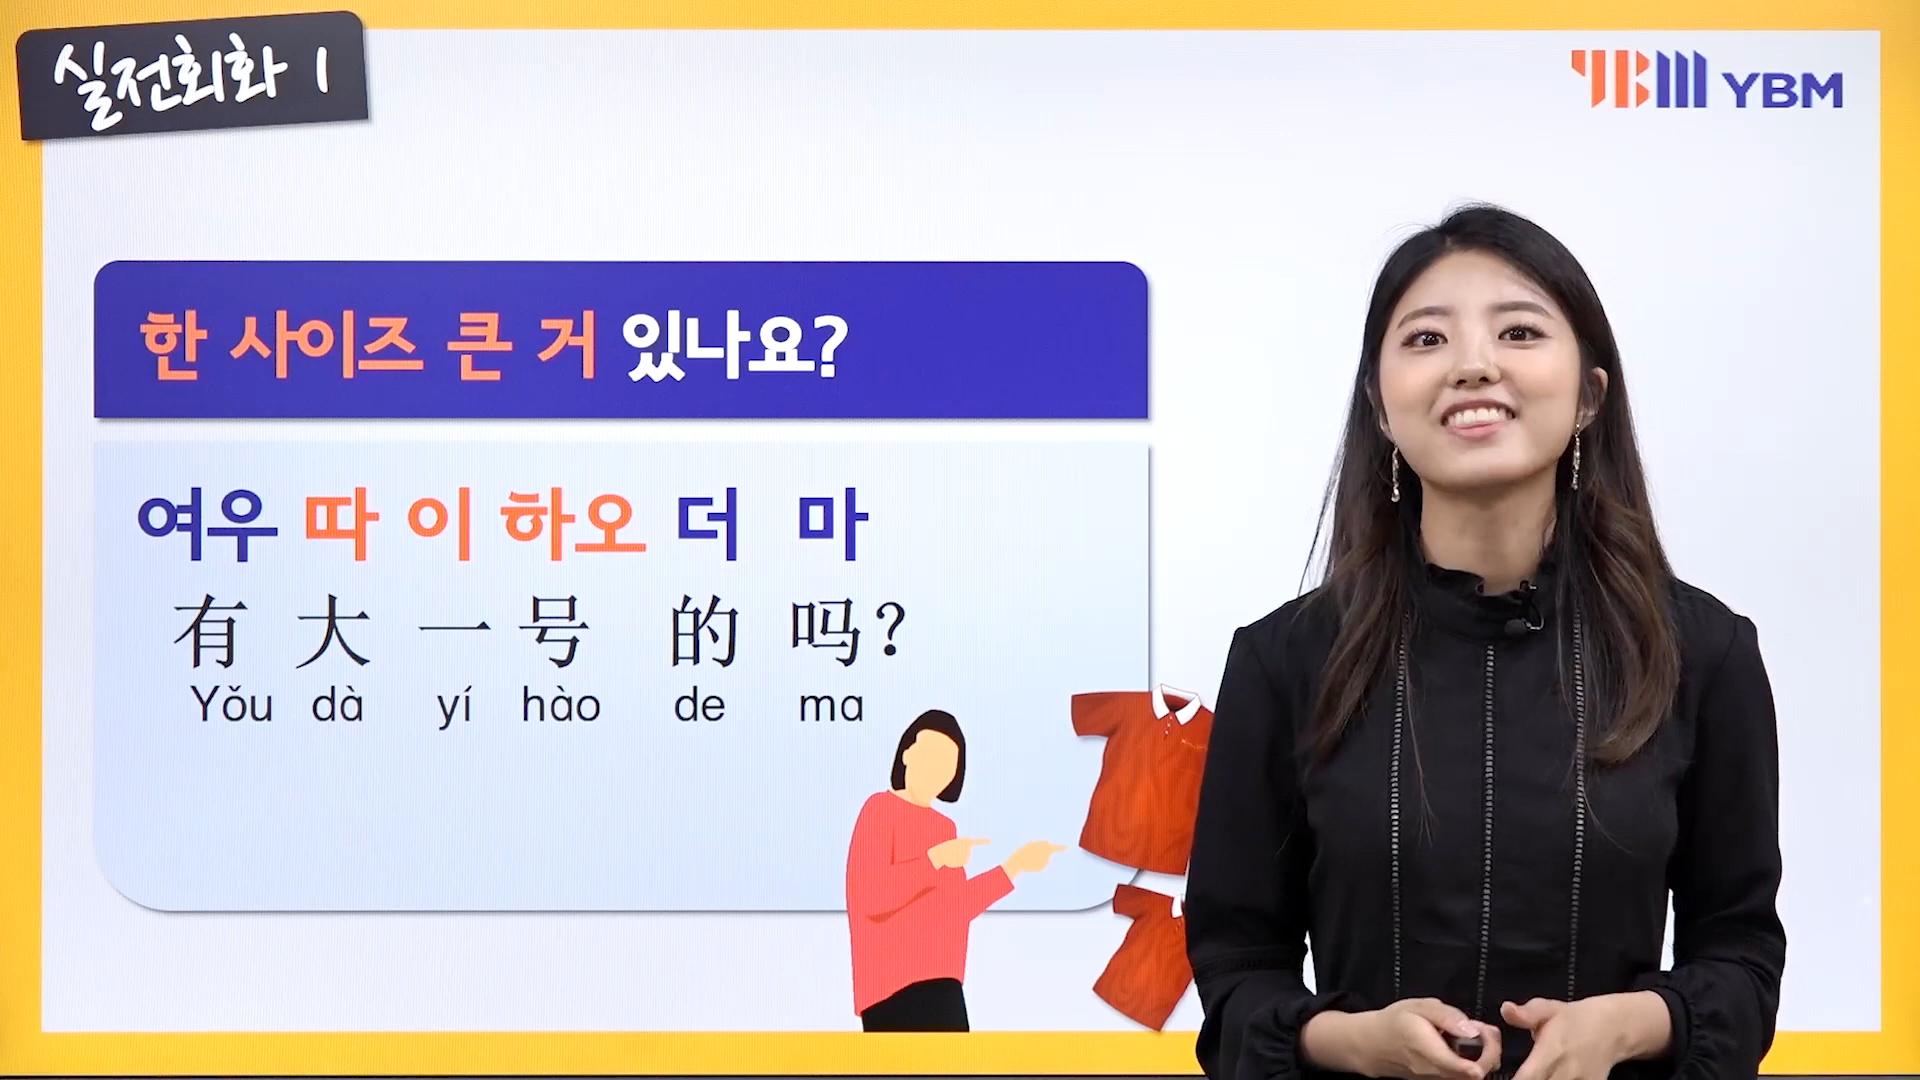 실전회화 1
YBM YBM
한 사이즈 큰 거 있나요?
여우 따 이 하오 더 마
有 大 一 号 的 吗?
Yǒu dà yí hào de ma